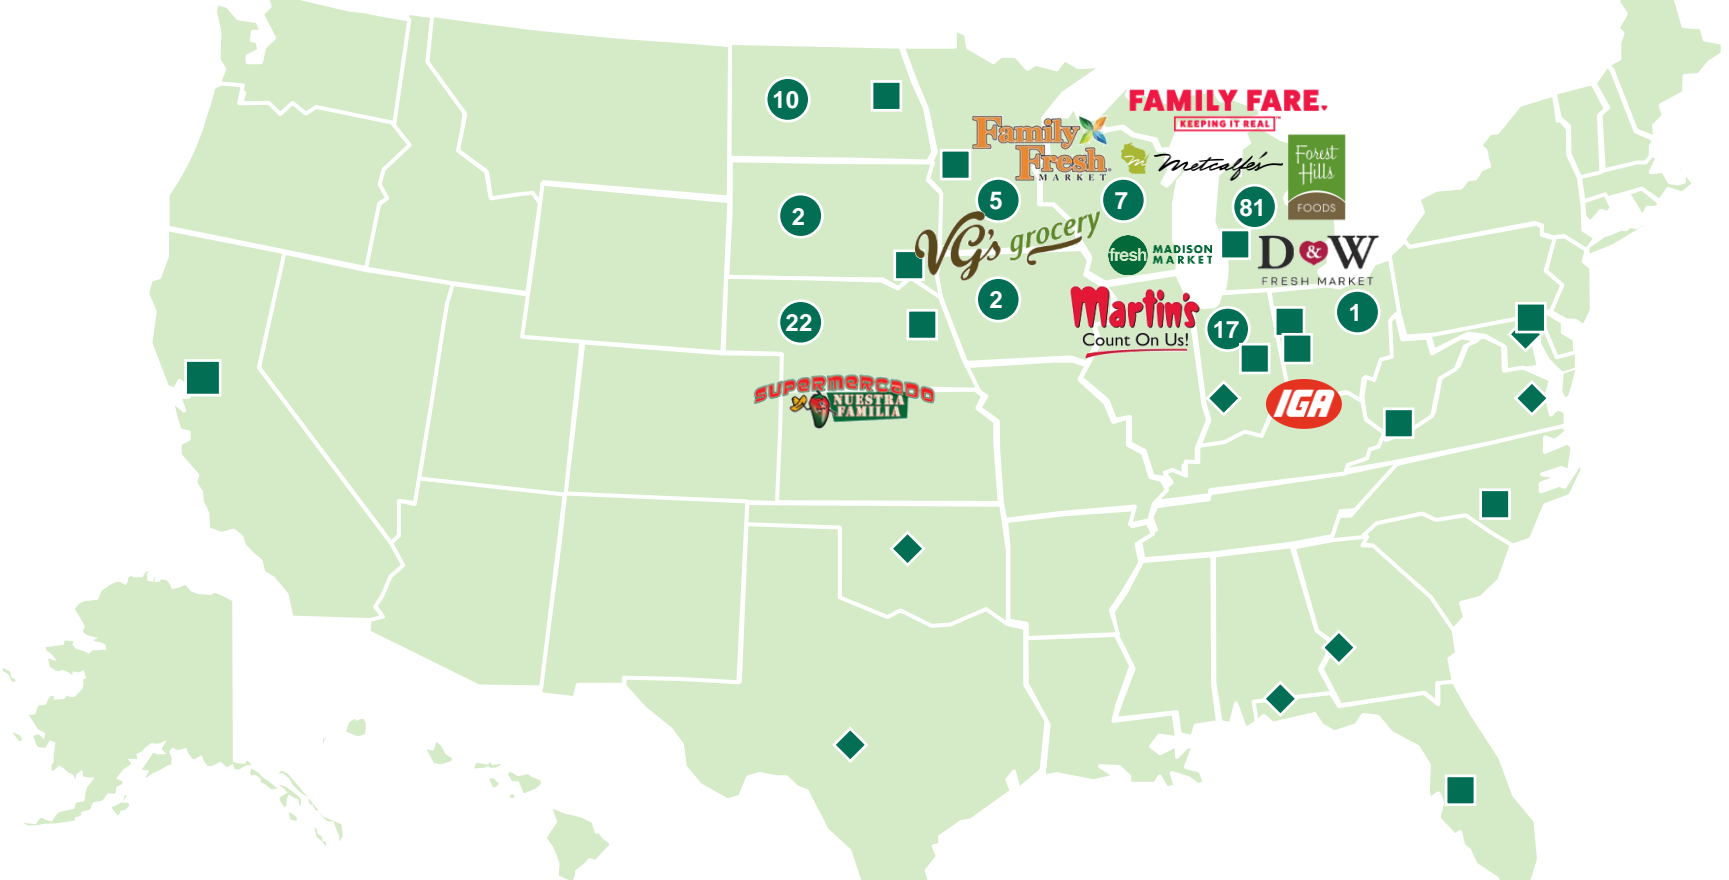 10
FAMILY FARE.
KEEPING IT REAL™
Family
Fresh
MARKET
Metcalfe's
Forest
Hills
FOODS
5
7
81
2
VG's grocery
fresh MADISON
MARKET
D&W
FRESH MARKET
2
Martin's
Count On Us!
1
22
17
SUPERMERCADO
NUESTRA
FAMILIA
IGA